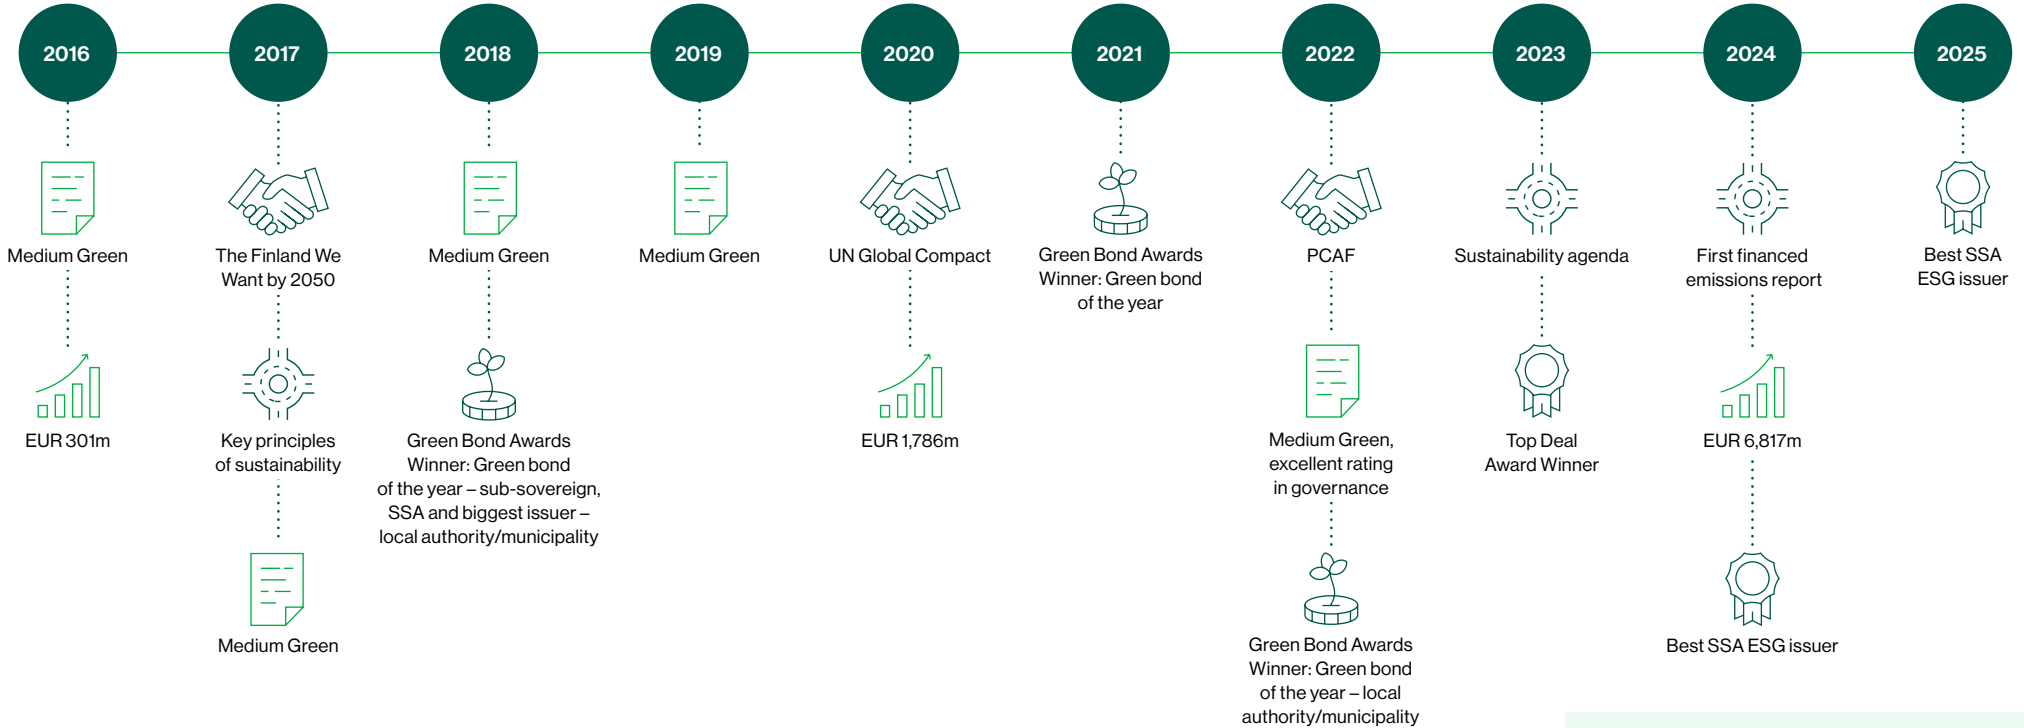 2016
2017
2018
2019
2020
2021
2022
2023
2024
2025
Medium Green
EUR 301m
The Finland We
Want by 2050
Key principles
of sustainability
Medium Green
Medium Green
Green Bond Awards
Winner: Green bond
of the year – sub-sovereign,
SSA and biggest issuer –
local authority/municipality
Medium Green
UN Global Compact
EUR 1,786m
Green Bond Awards
Winner: Green bond
of the year
PCAF
Medium Green,
excellent rating
in governance
Green Bond Awards
Winner: Green bond
of the year – local
authority/municipality
Sustainability agenda
Top Deal
Award Winner
First financed
emissions report
EUR 6,817m
Best SSA ESG issuer
Best SSA
ESG issuer